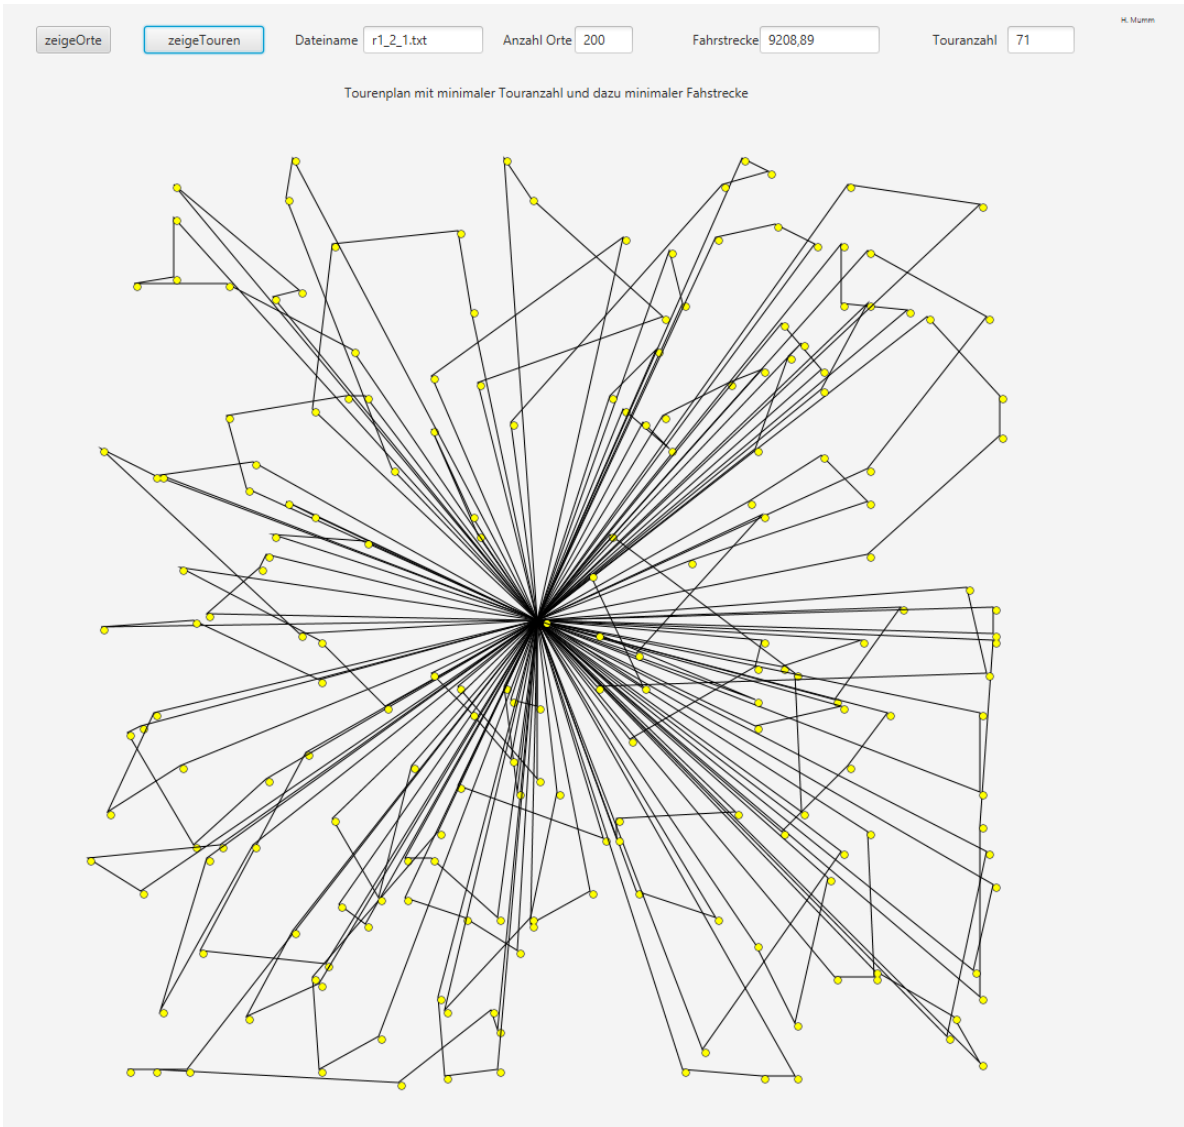 H. Mumm
zeigeOrte zeigeTouren Dateiname r1_2_1.txt Anzahl Orte 200 Fahrstrecke 9208,89 Touranzahl 71
Tourenplan mit minimaler Touranzahl und dazu minimaler Fahstrecke